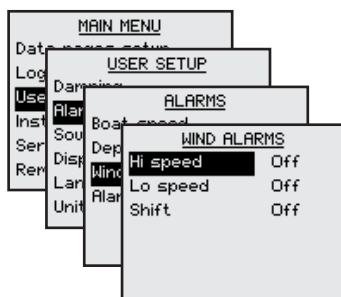 MAIN MENU
Data pages setup
Log
Use
Inst
Ser
Rem
USER SETUP
Damping
Alar
Sou
Disp
Lan
Unit
ALARMS
Boat speed
Dep
Wind
Alar
WIND ALARMS
Hi speed Off
Lo speed Off
Shift Off